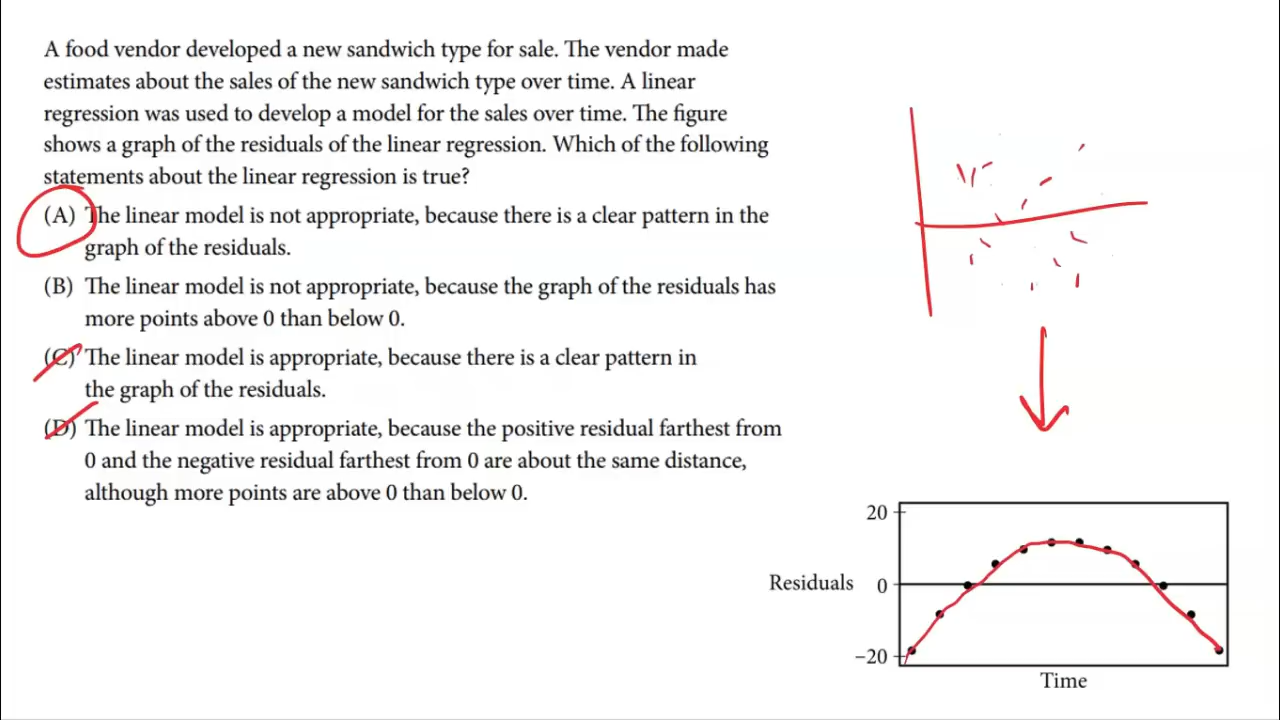 A food vendor developed a new sandwich type for sale. The vendor made
estimates about the sales of the new sandwich type over time. A linear
regression was used to develop a model for the sales over time. The figure
shows a graph of the residuals of the linear regression. Which of the following
statements about the linear regression is true?
(A) The linear model is not appropriate, because there is a clear pattern in the
graph of the residuals.
(B) The linear model is not appropriate, because the graph of the residuals has
more points above 0 than below 0.
(C) The linear model is appropriate, because there is a clear pattern in
the graph of the residuals.
(D) The linear model is appropriate, because the positive residual farthest from
0 and the negative residual farthest from 0 are about the same distance,
although more points are above 0 than below 0.
20
Residuals 0
−20
Time